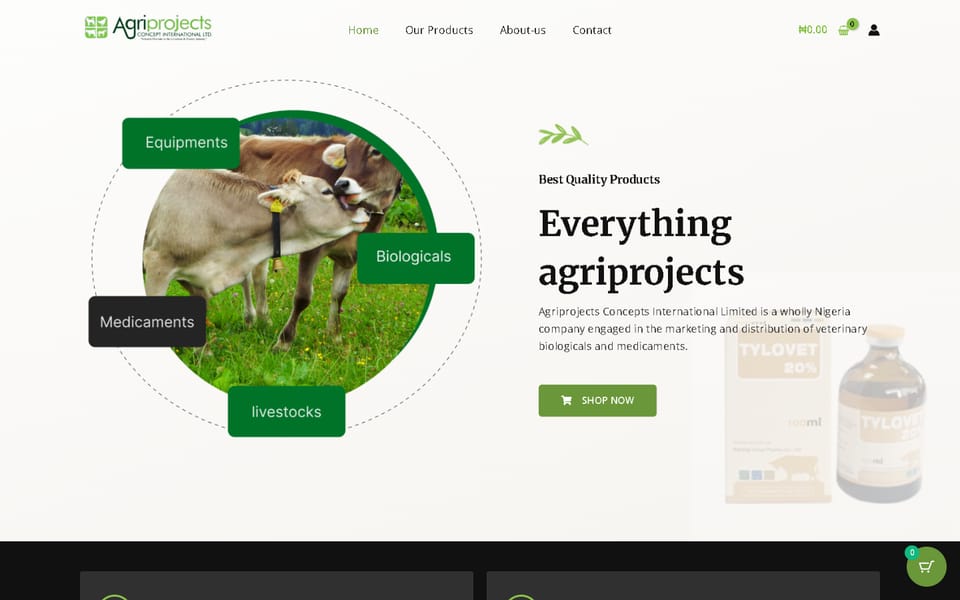 Agriprojects
CONCEPT INTERNATIONAL LTD
Home
Our Products
About-us
Contact
₦0.00
0
Equipments
Biologicals
Medicaments
livestocks
Best Quality Products
Everything
agriprojects
Agriprojects Concepts International Limited is a wholly Nigeria
company engaged in the marketing and distribution of veterinary
biologicals and medicaments.
SHOP NOW
TYLOVET
20%
100ml
TYLOVET
0